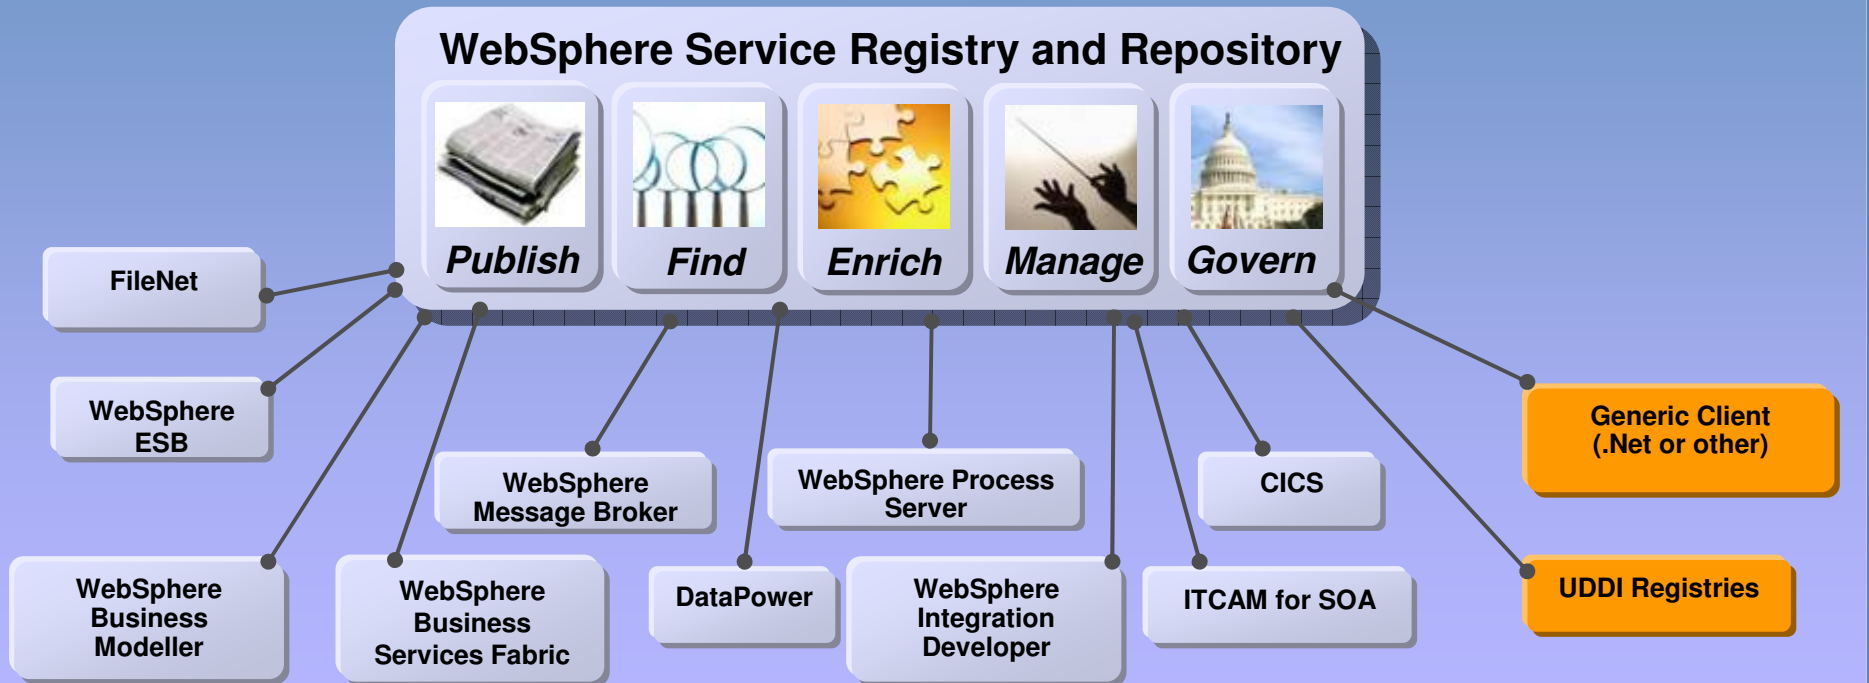 WebSphere Service Registry and Repository
Publish
Find
Enrich
Manage
Govern
FileNet
WebSphere
ESB
WebSphere
Business
Modeller
WebSphere
Business
Services Fabric
WebSphere
Message Broker
DataPower
WebSphere Process
Server
WebSphere
Integration
Developer
CICS
ITCAM for SOA
Generic Client
(.Net or other)
UDDI Registries